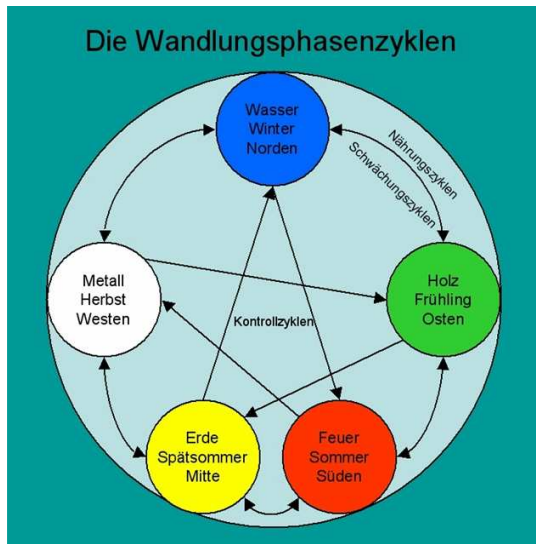 Die Wandlungsphasenzyklen
Wasser
Winter
Norden
Nährungszyklen
Schwächungszyklen
Metall
Herbst
Westen
Holz
Frühling
Osten
Kontrollzyklen
Erde
Spätsommer
Mitte
Feuer
Sommer
Süden